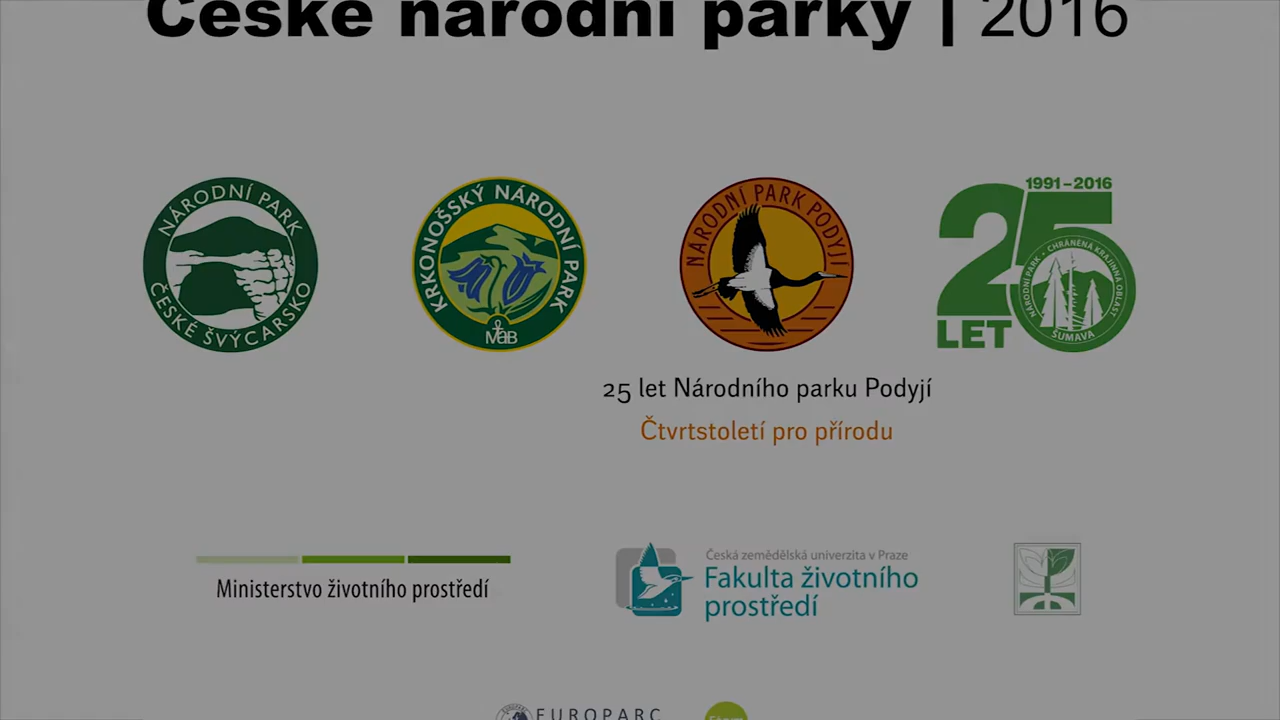 České národní parky | 2016
NÁRODNÍ PARK
ČESKÉ ŠVÝCARSKO
KRKONOŠSKÝ NÁRODNÍ PARK
MaB
NÁRODNÍ PARK PODYJÍ
1991–2016
25
LET
NÁRODNÍ PARK - CHRÁNĚNÁ KRAJINNÁ OBLAST
ŠUMAVA
25 let Národního parku Podyjí
Čtvrtstoletí pro přírodu
Ministerstvo životního prostředí
Česká zemědělská univerzita v Praze
Fakulta životního
prostředí
EUROPARC